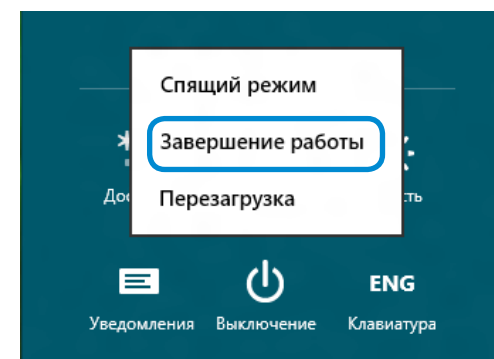 Спящий режим
Завершение работы
Перезагрузка
ENG
Уведомления Выключение Клавиатура